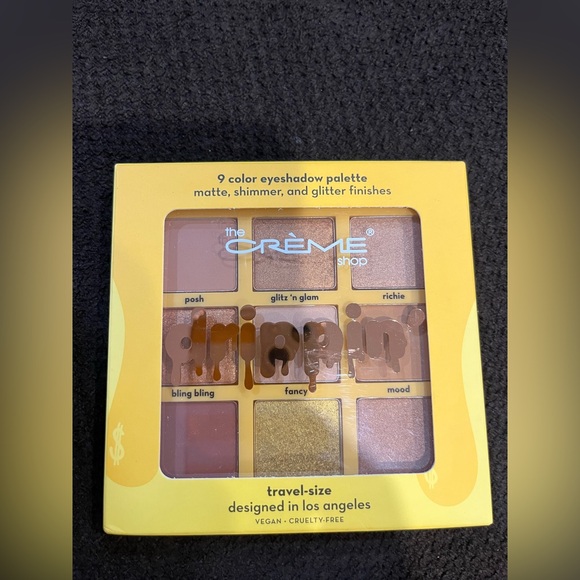 9 color eyeshadow palette
matte, shimmer, and glitter finishes
the
CRÈME®
shop
posh glitz 'n glam richie
drippin'
bling bling fancy mood
$
$
travel-size
designed in los angeles
VEGAN - CRUELTY-FREE